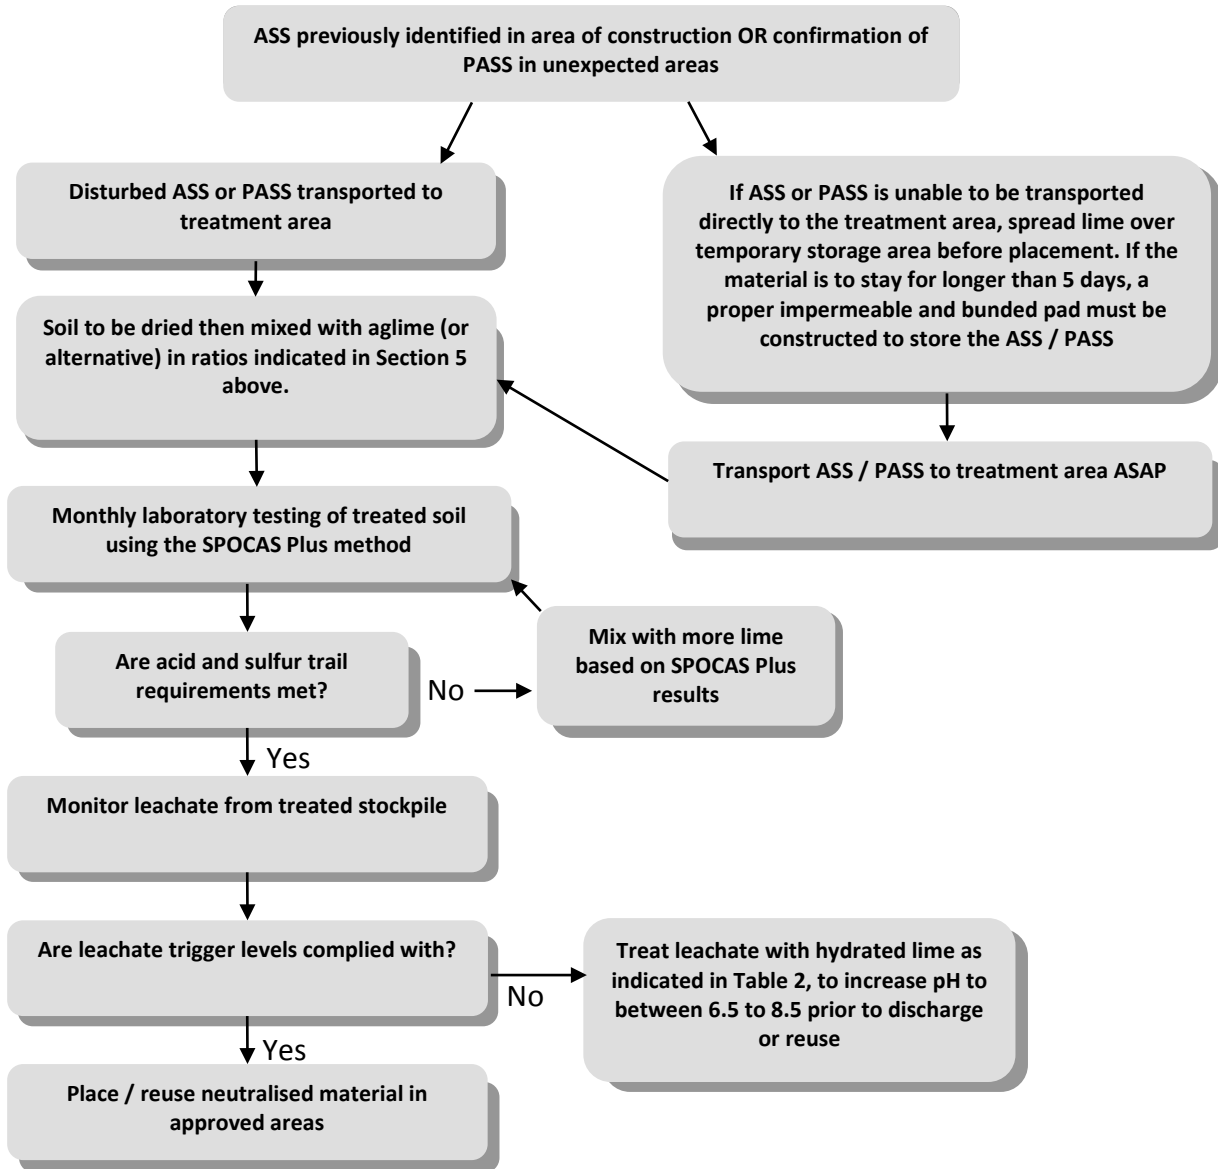 ASS previously identified in area of construction OR confirmation of
PASS in unexpected areas
Disturbed ASS or PASS transported to
treatment area
If ASS or PASS is unable to be transported
directly to the treatment area, spread lime over
temporary storage area before placement. If the
material is to stay for longer than 5 days, a
proper impermeable and bunded pad must be
constructed to store the ASS / PASS
Soil to be dried then mixed with aglime (or
alternative) in ratios indicated in Section 5
above.
Transport ASS / PASS to treatment area ASAP
Monthly laboratory testing of treated soil
using the SPOCAS Plus method
Are acid and sulfur trail
requirements met?
No
Mix with more lime
based on SPOCAS Plus
results
Yes
Monitor leachate from treated stockpile
Are leachate trigger levels complied with?
No
Treat leachate with hydrated lime as
indicated in Table 2, to increase pH to
between 6.5 to 8.5 prior to discharge
or reuse
Yes
Place / reuse neutralised material in
approved areas